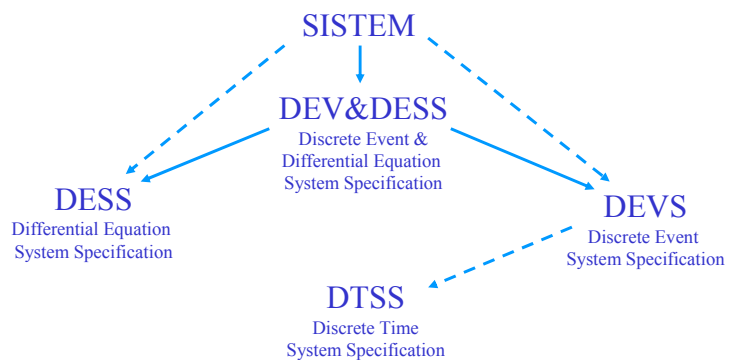 SISTEM
DEV&DESS
Discrete Event &
Differential Equation
System Specification
DESS
Differential Equation
System Specification
DEVS
Discrete Event
System Specification
DTSS
Discrete Time
System Specification